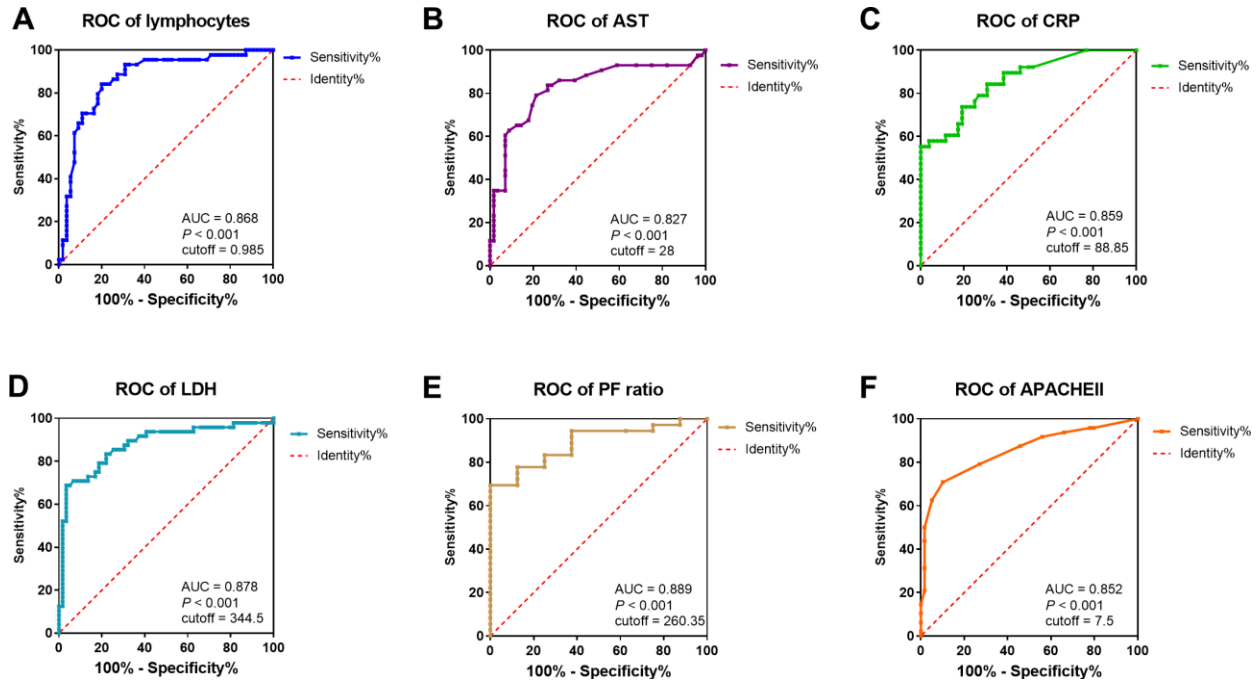 A
ROC of lymphocytes
100
80
60
40
20
0
Sensitivity%
0 20 40 60 80 100
100% - Specificity%
Sensitivity%
Identity%
AUC = 0.868
P < 0.001
cutoff = 0.985
B
ROC of AST
100
80
60
40
20
0
Sensitivity%
0 20 40 60 80 100
100% - Specificity%
Sensitivity%
Identity%
AUC = 0.827
P < 0.001
cutoff = 28
C
ROC of CRP
100
80
60
40
20
0
Sensitivity%
0 20 40 60 80 100
100% - Specificity%
Sensitivity%
Identity%
AUC = 0.859
P < 0.001
cutoff = 88.85
D
ROC of LDH
100
80
60
40
20
0
Sensitivity%
0 20 40 60 80 100
100% - Specificity%
Sensitivity%
Identity%
AUC = 0.878
P < 0.001
cutoff = 344.5
E
ROC of PF ratio
100
80
60
40
20
0
Sensitivity%
0 20 40 60 80 100
100% - Specificity%
Sensitivity%
Identity%
AUC = 0.889
P < 0.001
cutoff = 260.35
F
ROC of APACHEII
100
80
60
40
20
0
Sensitivity%
0 20 40 60 80 100
100% - Specificity%
Sensitivity%
Identity%
AUC = 0.852
P < 0.001
cutoff = 7.5